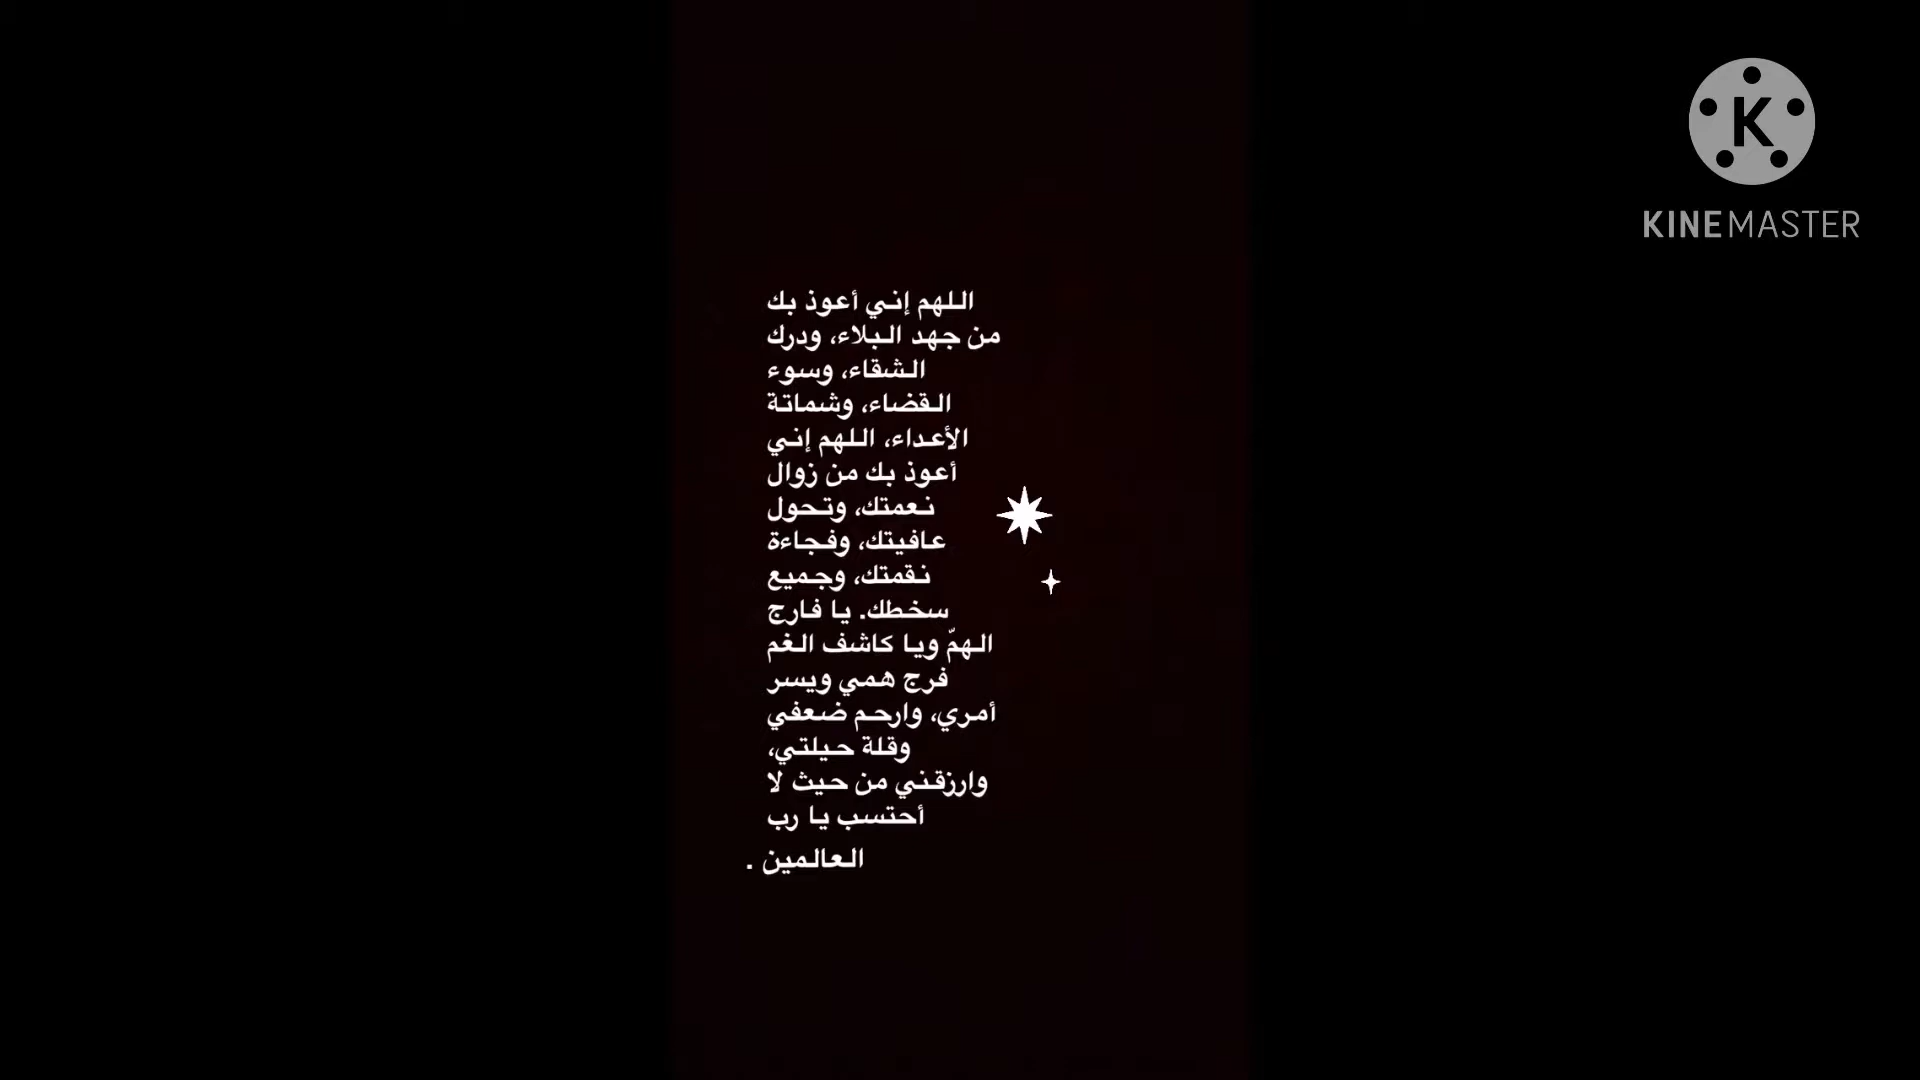 K
KINEMASTER
اللهم إني أعوذ بك
من جهد البلاء، ودرك
الشقاء، وسوء
القضاء، وشماتة
الأعداء، اللهم إني
أعوذ بك من زوال
نعمتك، وتحول
عافيتك، وفجاءة
نقمتك، وجميع
سخطك. يا فارج
الهمّ ويا كاشف الغم
فرج همي ويسر
أمري، وارحم ضعفي
وقلة حيلتي،
وارزقني من حيث لا
أحتسب يا رب
العالمين .